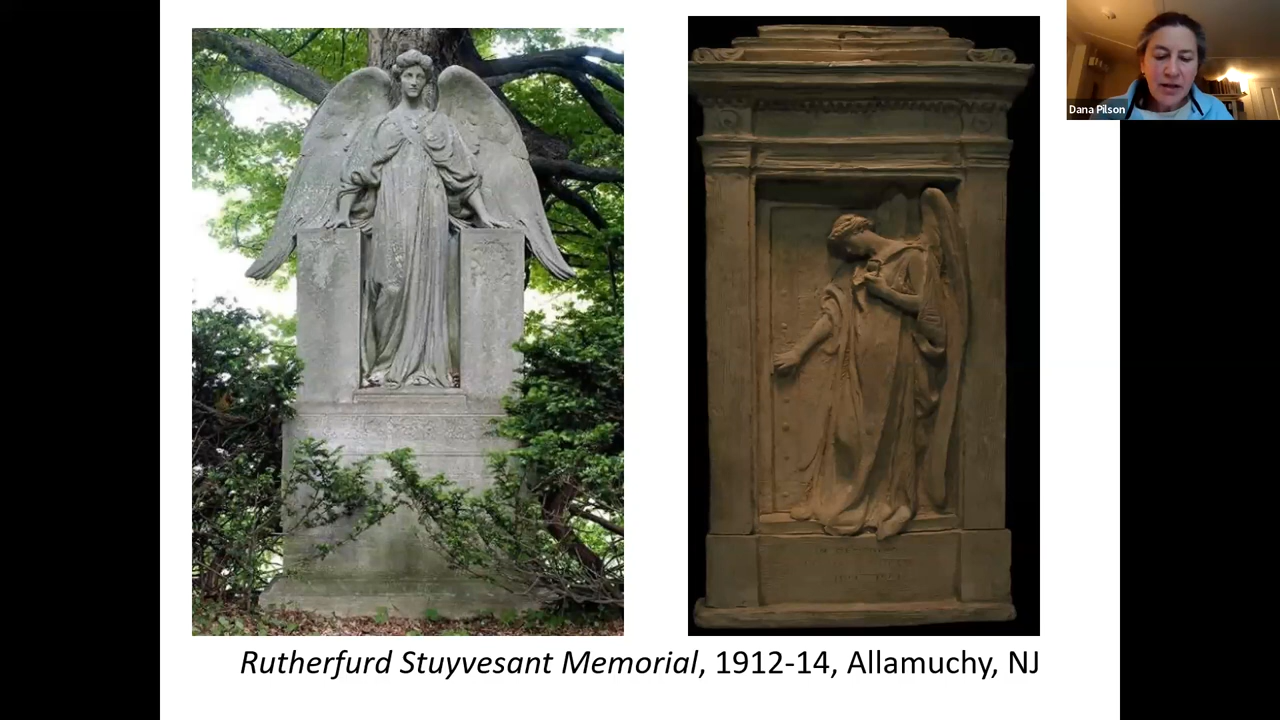 Dana Pilson
Rutherfurd Stuyvesant Memorial, 1912-14, Allamuchy, NJ